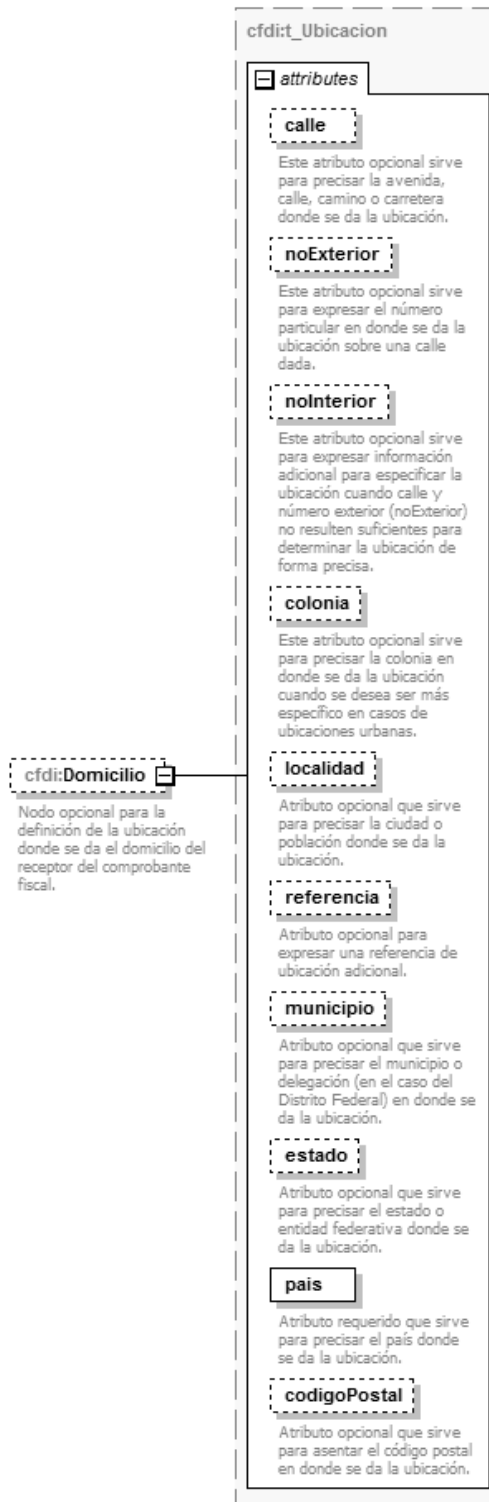 cfdi:t_Ubicacion
attributes
calle
Este atributo opcional sirve
para precisar la avenida,
calle, camino o carretera
donde se da la ubicación.
noExterior
Este atributo opcional sirve
para expresar el número
particular en donde se da la
ubicación sobre una calle
dada.
noInterior
Este atributo opcional sirve
para expresar información
adicional para especificar la
ubicación cuando calle y
número exterior (noExterior)
no resulten suficientes para
determinar la ubicación de
forma precisa.
colonia
Este atributo opcional sirve
para precisar la colonia en
donde se da la ubicación
cuando se desea ser más
específico en casos de
ubicaciones urbanas.
cfdi:Domicilio
Nodo opcional para la
definición de la ubicación
donde se da el domicilio del
receptor del comprobante
fiscal.
localidad
Atributo opcional que sirve
para precisar la ciudad o
población donde se da la
ubicación.
referencia
Atributo opcional para
expresar una referencia de
ubicación adicional.
municipio
Atributo opcional que sirve
para precisar el municipio o
delegación (en el caso del
Distrito Federal) en donde se
da la ubicación.
estado
Atributo opcional que sirve
para precisar el estado o
entidad federativa donde se
da la ubicación.
pais
Atributo requerido que sirve
para precisar el país donde
se da la ubicación.
codigoPostal
Atributo opcional que sirve
para asentar el código postal
en donde se da la ubicación.